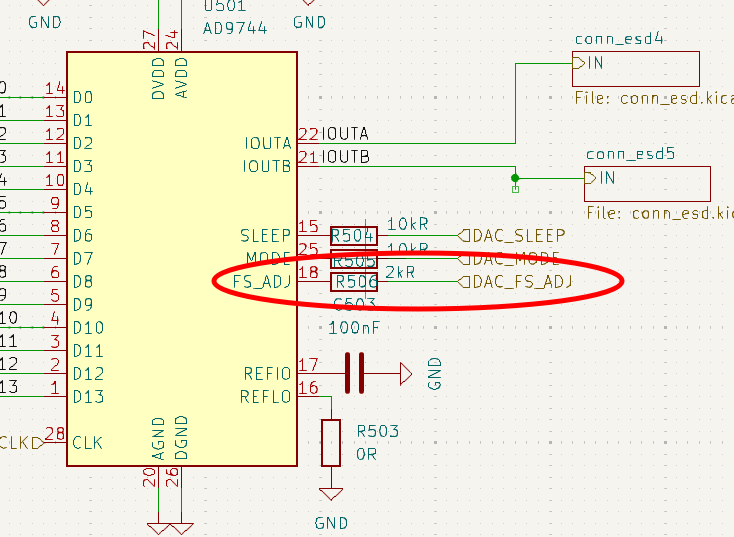 GND
GND
U501
AD9744
27
24
DVDD
AVDD
conn_esd4
IN
File: conn_esd.kica
14
D0
1
13
D1
2
12
D2
3
11
D3
4
10
D4
5
9
D5
6
8
D6
7
7
D7
8
6
D8
9
5
D9
10
4
D10
11
3
D11
12
2
D12
13
1
D13
IOUTA
22
IOUTA
IOUTB
21
IOUTB
conn_esd5
IN
File: conn_esd.kic
SLEEP
15
R504
10kR
DAC_SLEEP
MODE
25
R505
10kR
DAC_MODE
FS_ADJ
18
R506
2kR
DAC_FS_ADJ
C503
100nF
REFIO
17
GND
REFLO
16
R503
0R
GND
CLK
28
CLK
AGND
DGND
20
26